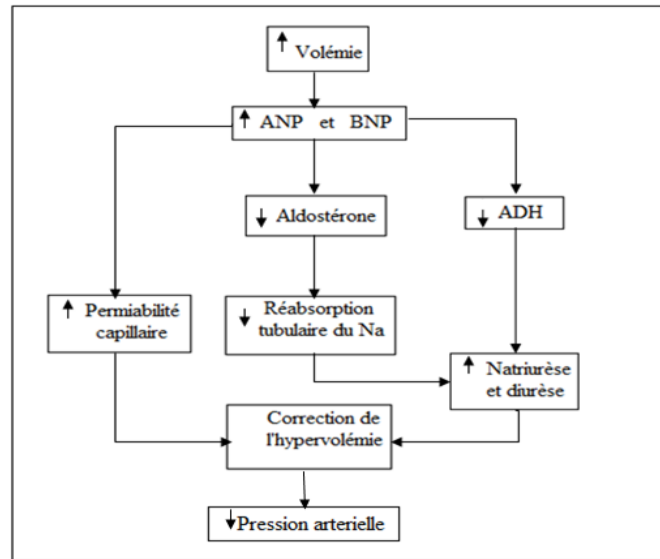 ↑ Volémie
↑ ANP et BNP
↓ Aldostérone
↓ ADH
↑ Permiabilité
capillaire
↓ Réabsorption
tubulaire du Na
↑ Natriurèse
et diurèse
Correction de
l'hypervolémie
↓ Pression arterielle